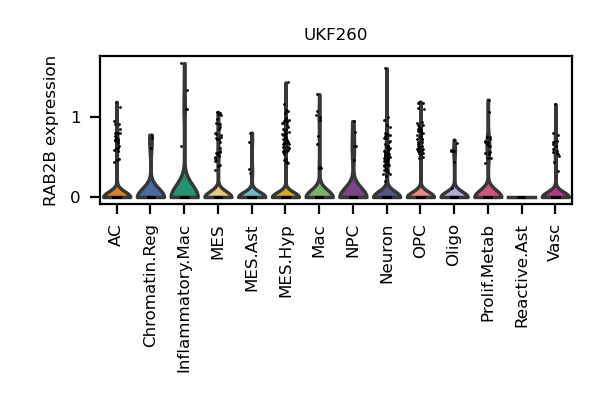 UKF260
RAB2B expression
1
0
AC
Chromatin.Reg
Inflammatory.Mac
MES
MES.Ast
MES.Hyp
Mac
NPC
Neuron
OPC
Oligo
Prolif.Metab
Reactive.Ast
Vasc